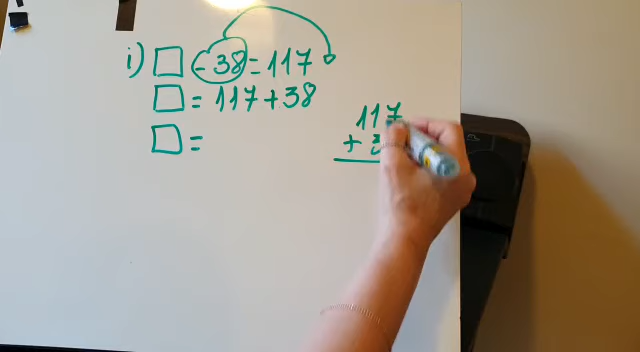 i) □ - 38 = 117
□ = 117 + 38
□ =
117
+ 3